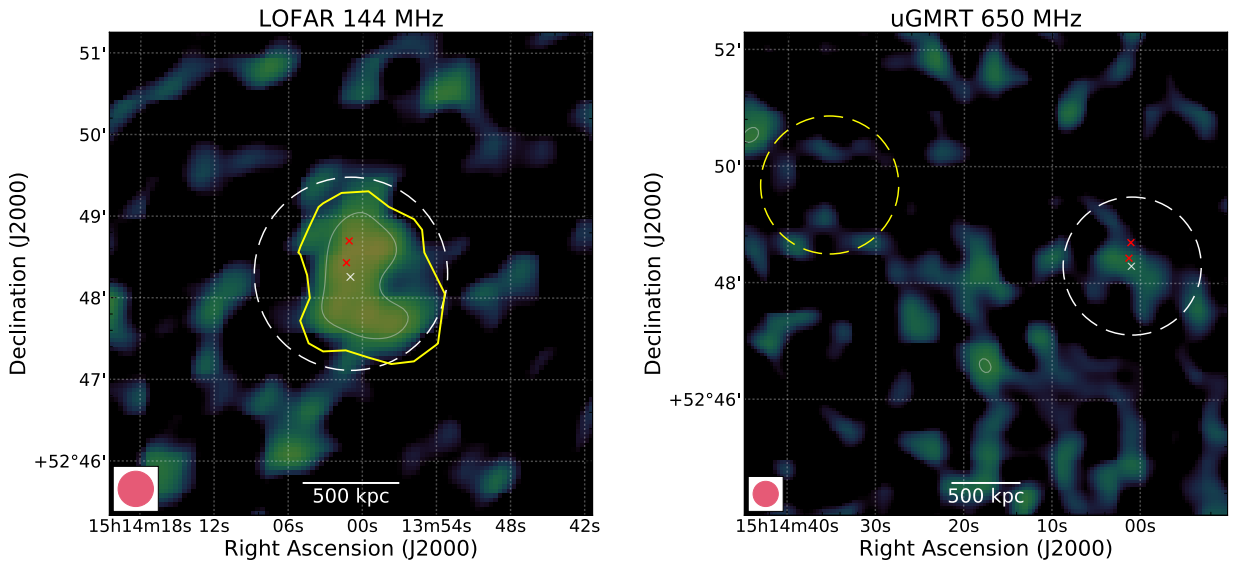 LOFAR 144 MHz
51'
50'
49'
48'
47'
+52°46'
Declination (J2000)
500 kpc
15h14m18s 12s 06s 00s 13m54s 48s 42s
Right Ascension (J2000)
uGMRT 650 MHz
52'
50'
48'
+52°46'
Declination (J2000)
500 kpc
15h14m40s 30s 20s 10s 00s
Right Ascension (J2000)